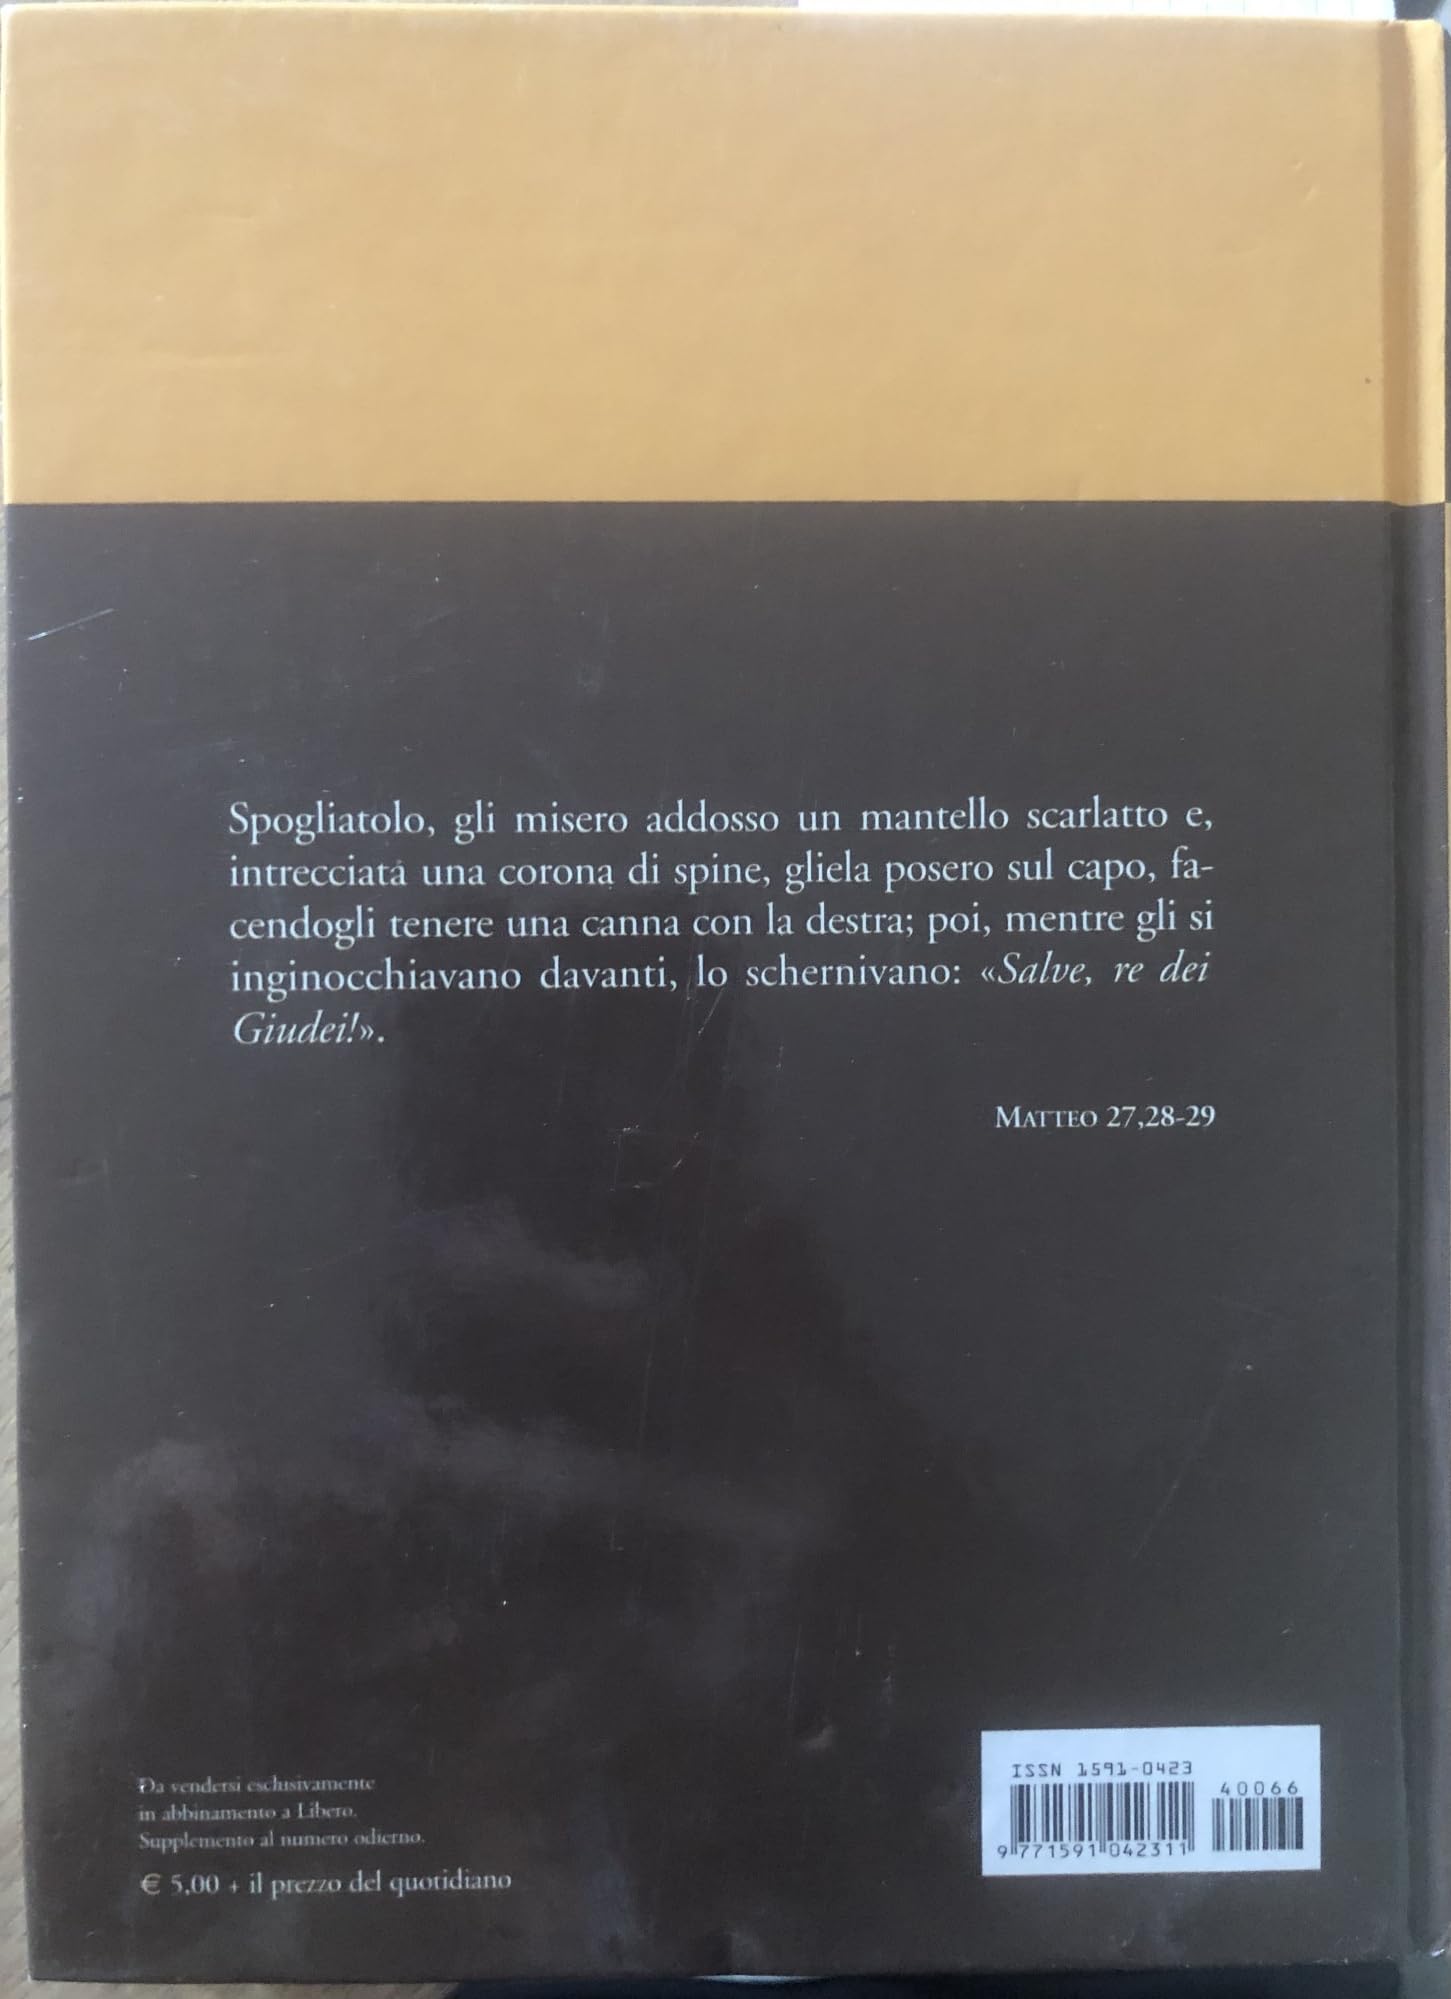 Spogliatolo, gli misero addosso un mantello scarlatto e,
intrecciata una corona di spine, gliela posero sul capo, fa-
cendogli tenere una canna con la destra; poi, mentre gli si
inginocchiavano davanti, lo schernivano: «Salve, re dei
Giudei!».
MATTEO 27,28-29
Da vendersi esclusivamente
in abbinamento a Libero.
Supplemento al numero odierno.
€ 5,00 + il prezzo del quotidiano
ISSN 1591-0423
40066
9 771591 042311